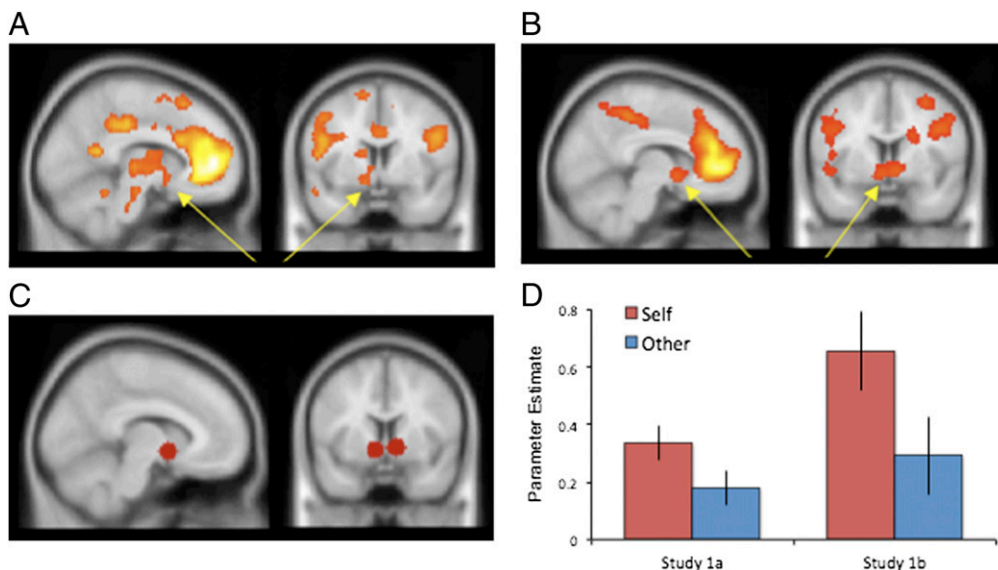 A
B
C
D
Self
Other
Parameter Estimate
0.8
0.6
0.4
0.2
0
Study 1a
Study 1b